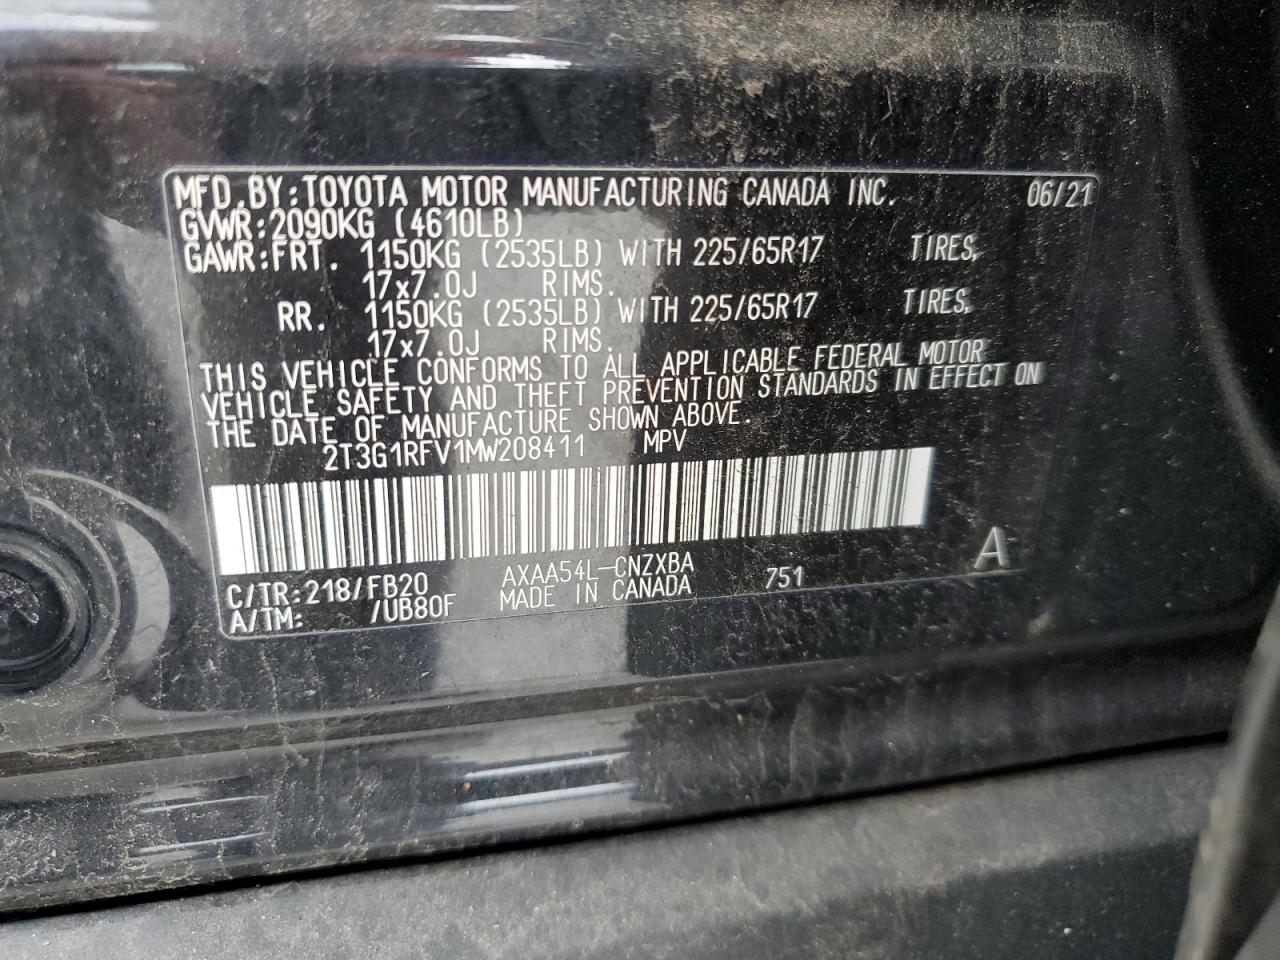 MFD.BY:TOYOTA MOTOR MANUFACTURING CANADA INC. 06/21
GVWR:2090KG (4610LB)
GAWR:FRT. 1150KG (2535LB) WITH 225/65R17 TIRES,
17x7.0J RIMS.
RR. 1150KG (2535LB) WITH 225/65R17 TIRES,
17x7.0J RIMS.
THIS VEHICLE CONFORMS TO ALL APPLICABLE FEDERAL MOTOR
VEHICLE SAFETY AND THEFT PREVENTION STANDARDS IN EFFECT ON
THE DATE OF MANUFACTURE SHOWN ABOVE.
2T3G1RFV1MW208411 MPV
C/TR:218/FB20 AXAA54L-CNZXBA 751 A
A/TM: /UB80F MADE IN CANADA